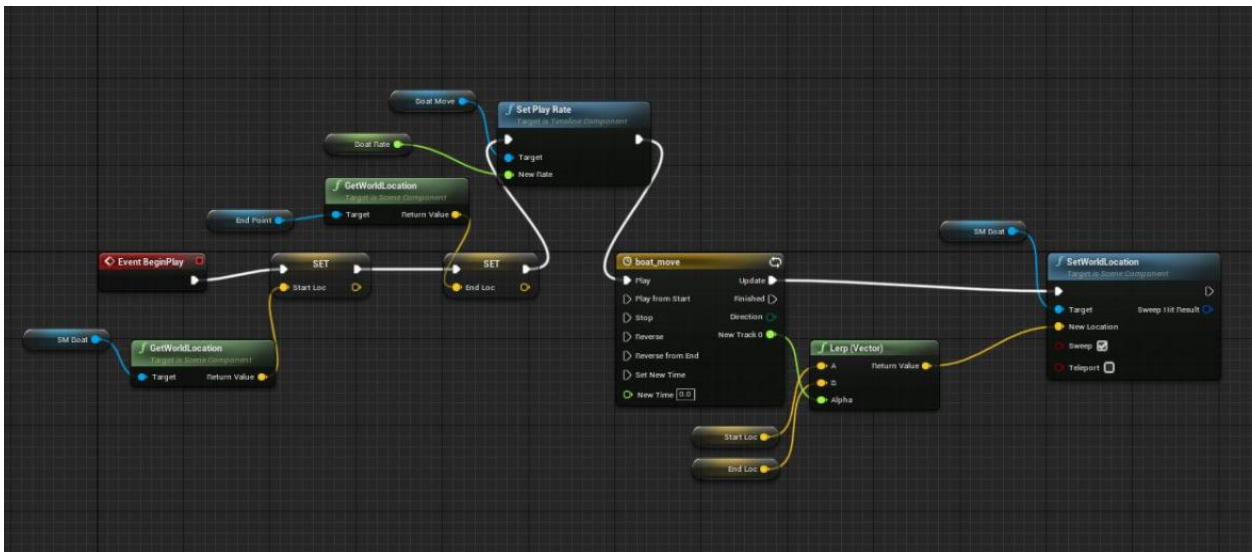 Boat Move
Set Play Rate
Target is Timeline Component
Target
New Rate
Boat Rate
GetWorldLocation
Target is Scene Component
Target
Return Value
End Point
Event BeginPlay
SET
Start Loc
SET
End Loc
SM Boat
GetWorldLocation
Target is Scene Component
Target
Return Value
boat_move
Play
Update
Play from Start
Finished
Stop
Direction
Reverse
New Track 0
Reverse from End
Set New Time
New Time 0.0
Lerp (Vector)
A
Return Value
B
Alpha
Start Loc
End Loc
SM Boat
SetWorldLocation
Target is Scene Component
Target
Sweep Hit Result
New Location
Sweep
Teleport